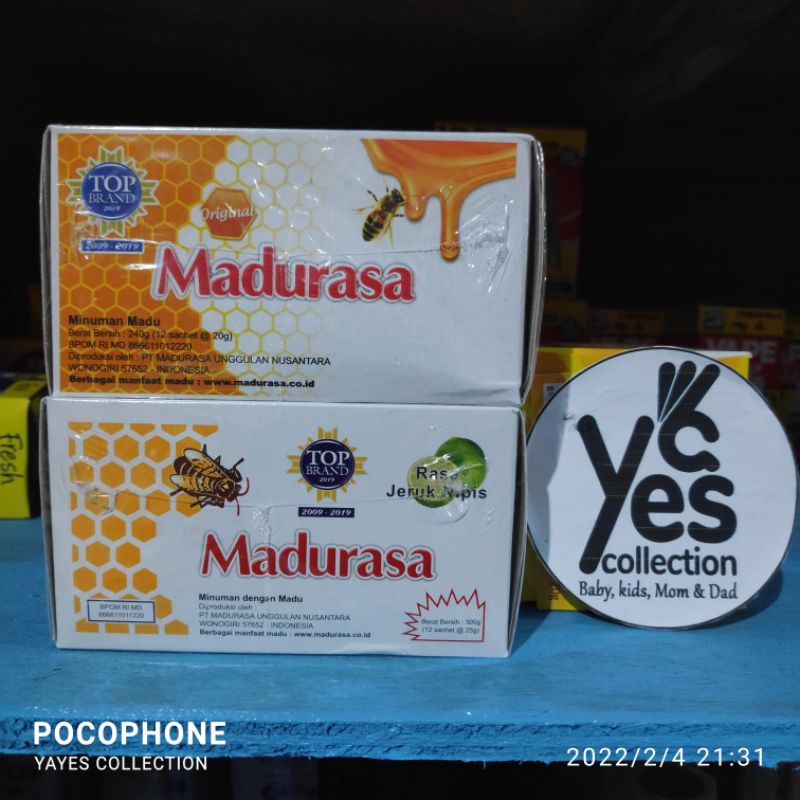 TOP
BRAND
2019
2009 - 2019
Original
Madurasa
Minuman Madu
Berat Bersih : 240g (12 sachet @ 20g)
BPOM RI MD 866611012220
Diproduksi oleh : PT MADURASA UNGGULAN NUSANTARA
WONOGIRI 57652 - INDONESIA
Berbagai manfaat madu : www.madurasa.co.id
TOP
BRAND
2019
2009 - 2019
Rasa
Jeruk Nipis
Madurasa
BPOM RI MD
866611011220
Minuman dengan Madu
Diproduksi oleh :
PT MADURASA UNGGULAN NUSANTARA
WONOGIRI 57652 - INDONESIA
Berbagai manfaat madu : www.madurasa.co.id
Berat Bersih : 300g
(12 sachet @ 25g)
Fresh
VAPE
Yes
collection
Baby, kids, Mom & Dad
POCOPHONE
YAYES COLLECTION
2022/2/4 21:31